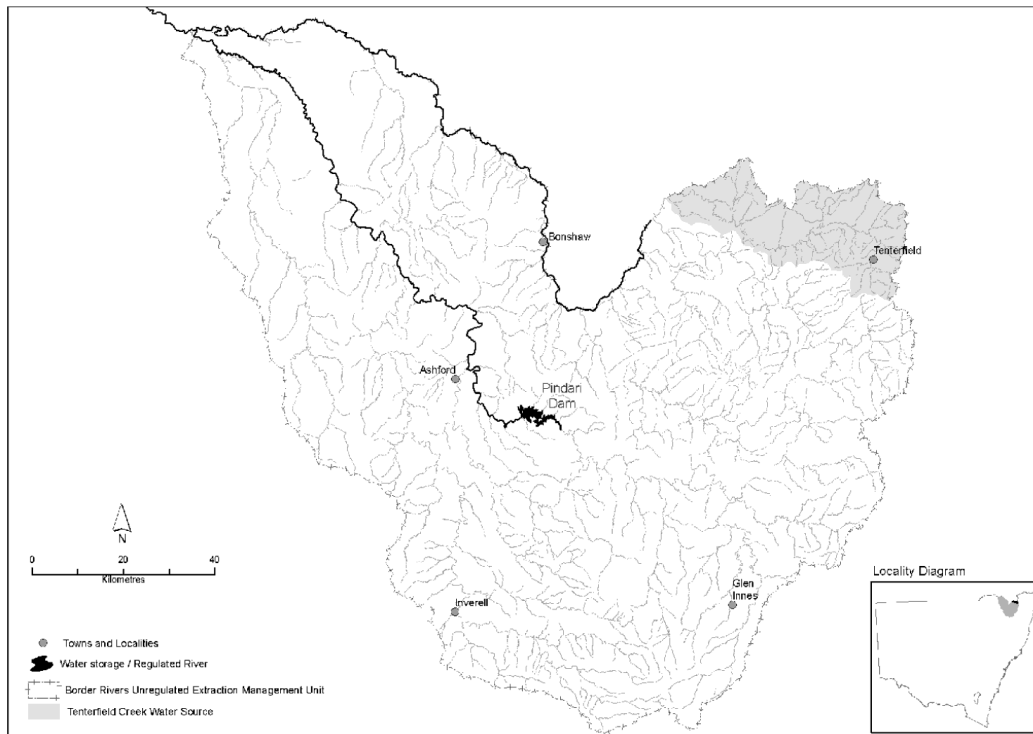 Bonshaw
Tenterfield
Ashford
Pindari
Dam
N
0 20 40
Kilometres
Glen
Innes
Inverell
Locality Diagram
Towns and Localities
Water storage / Regulated River
Border Rivers Unregulated Extraction Management Unit
Tenterfield Creek Water Source